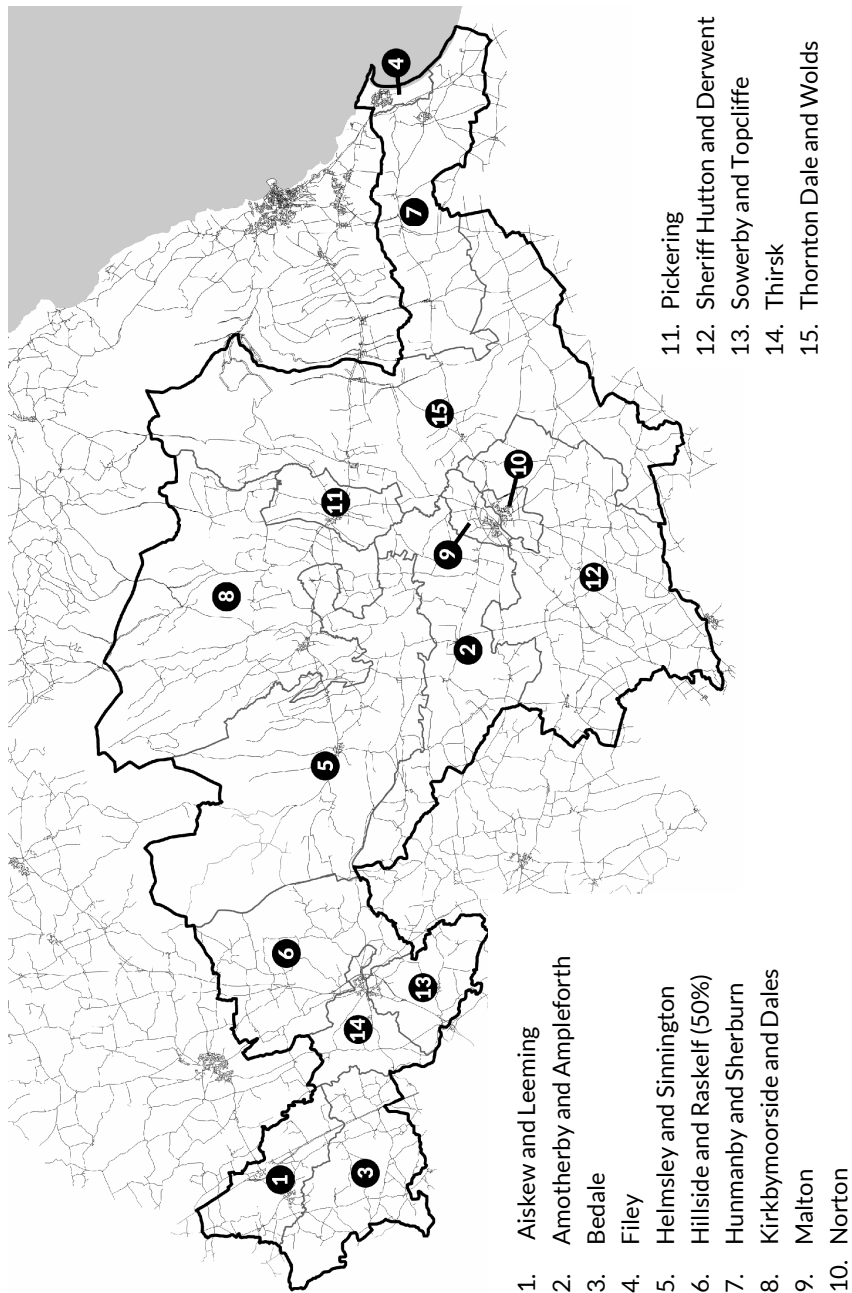 1. Aiskew and Leeming
2. Amotherby and Ampleforth
3. Bedale
4. Filey
5. Helmsley and Sinnington
6. Hillside and Raskelf (50%)
7. Hunmanby and Sherburn
8. Kirkbymoorside and Dales
9. Malton
10. Norton
11. Pickering
12. Sheriff Hutton and Derwent
13. Sowerby and Topcliffe
14. Thirsk
15. Thornton Dale and Wolds
1
3
14
13
6
5
2
8
12
9
11
10
15
7
4